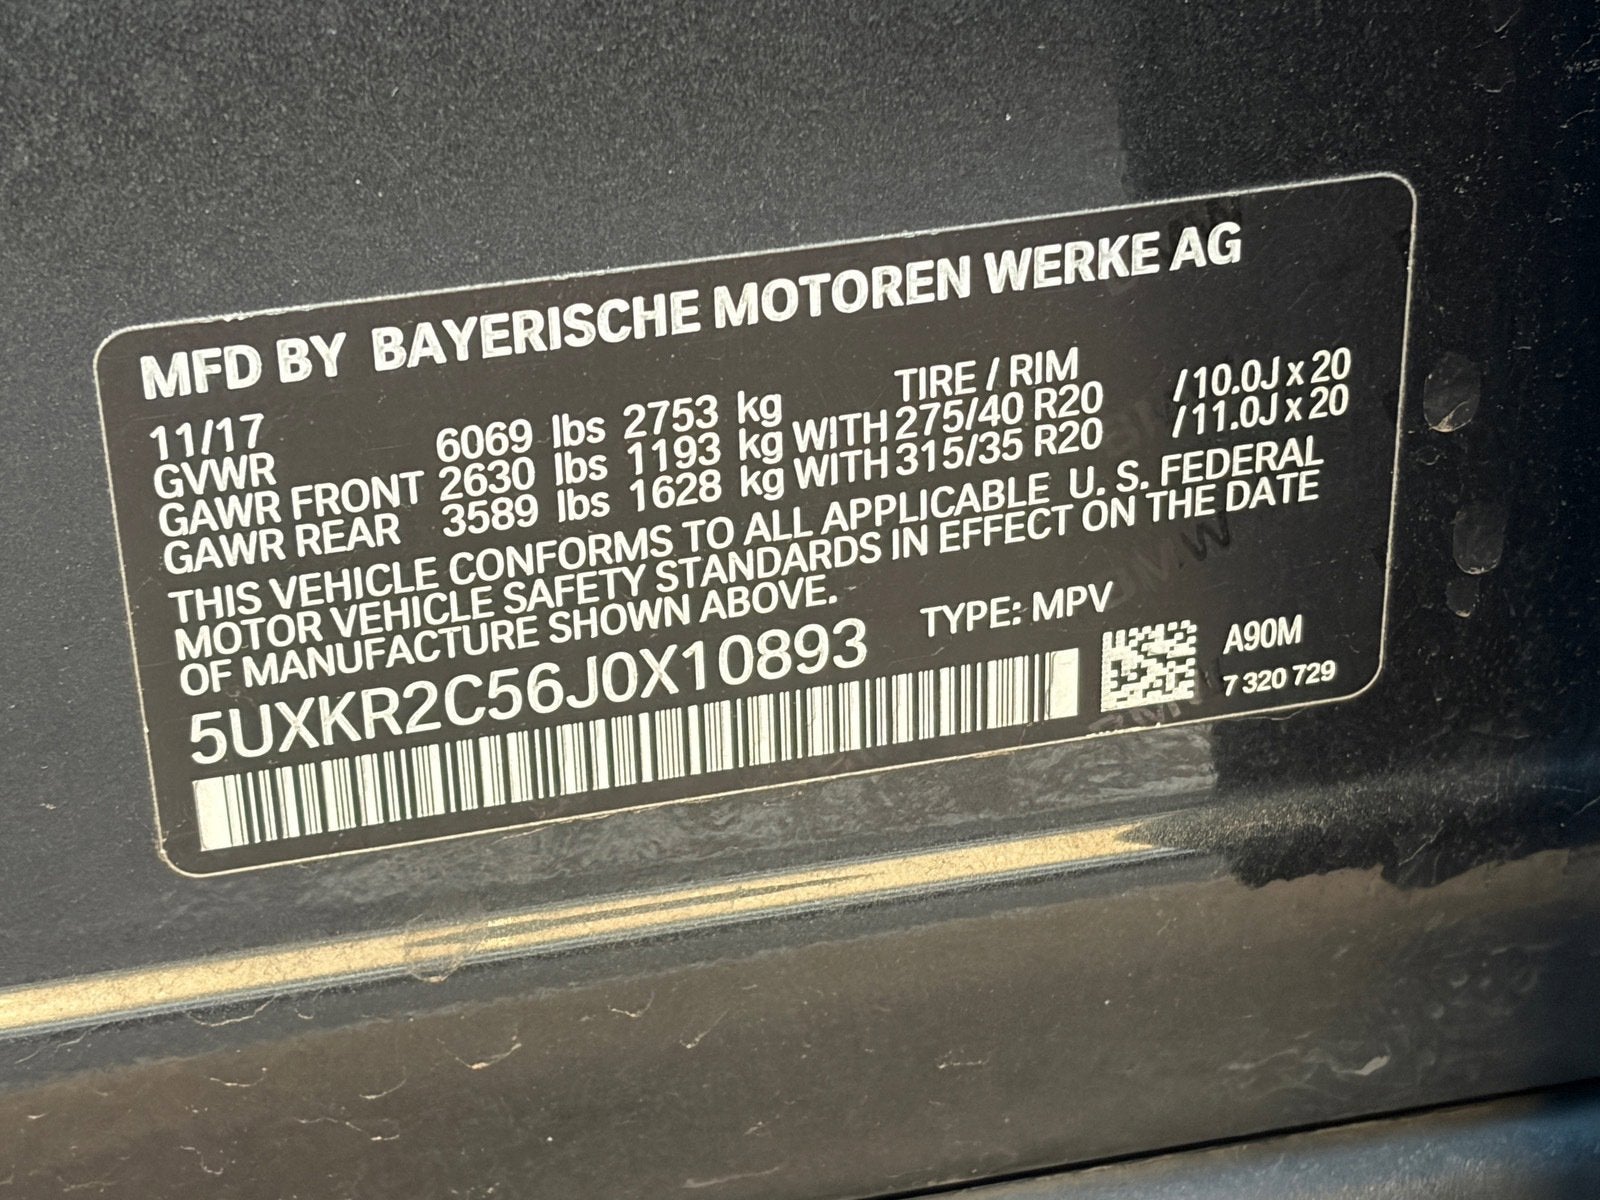 MFD BY BAYERISCHE MOTOREN WERKE AG
11/17 TIRE / RIM
GVWR 6069 lbs 2753 kg
GAWR FRONT 2630 lbs 1193 kg WITH 275/40 R20 /10.0J x 20
GAWR REAR 3589 lbs 1628 kg WITH 315/35 R20 /11.0J x 20
THIS VEHICLE CONFORMS TO ALL APPLICABLE U. S. FEDERAL
MOTOR VEHICLE SAFETY STANDARDS IN EFFECT ON THE DATE
OF MANUFACTURE SHOWN ABOVE.
5UXKR2C56J0X10893 TYPE: MPV
A90M
7 320 729
BMW